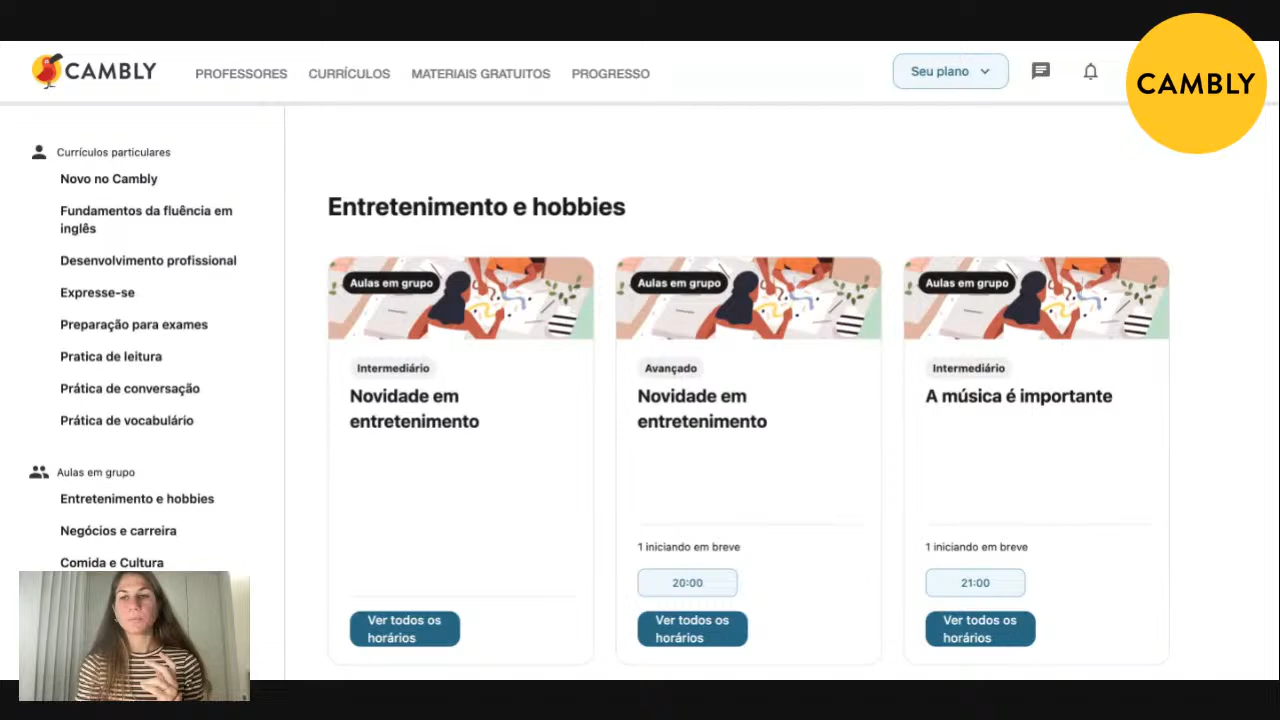 CAMBLY
PROFESSORES
CURRÍCULOS
MATERIAIS GRATUITOS
PROGRESSO
Seu plano
CAMBLY
Currículos particulares
Novo no Cambly
Fundamentos da fluência em
inglês
Desenvolvimento profissional
Expresse-se
Preparação para exames
Pratica de leitura
Prática de conversação
Prática de vocabulário
Aulas em grupo
Entretenimento e hobbies
Negócios e carreira
Comida e Cultura
Entretenimento e hobbies
Aulas em grupo
Intermediário
Novidade em
entretenimento
Ver todos os
horários
Aulas em grupo
Avançado
Novidade em
entretenimento
1 iniciando em breve
20:00
Ver todos os
horários
Aulas em grupo
Intermediário
A música é importante
1 iniciando em breve
21:00
Ver todos os
horários